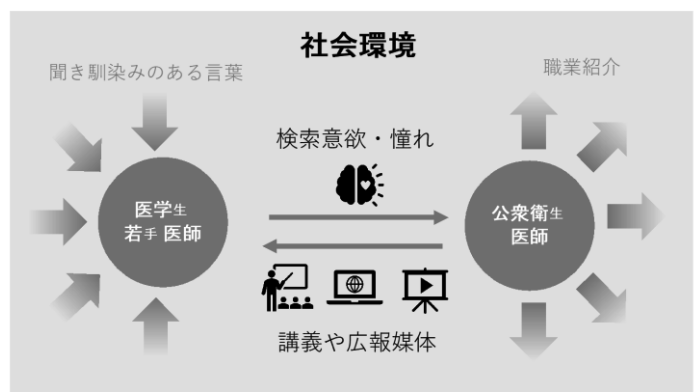 社会環境
聞き馴染みのある言葉
職業紹介
検索意欲・憧れ
医学生
若手 医師
公衆衛生
医師
講義や広報媒体